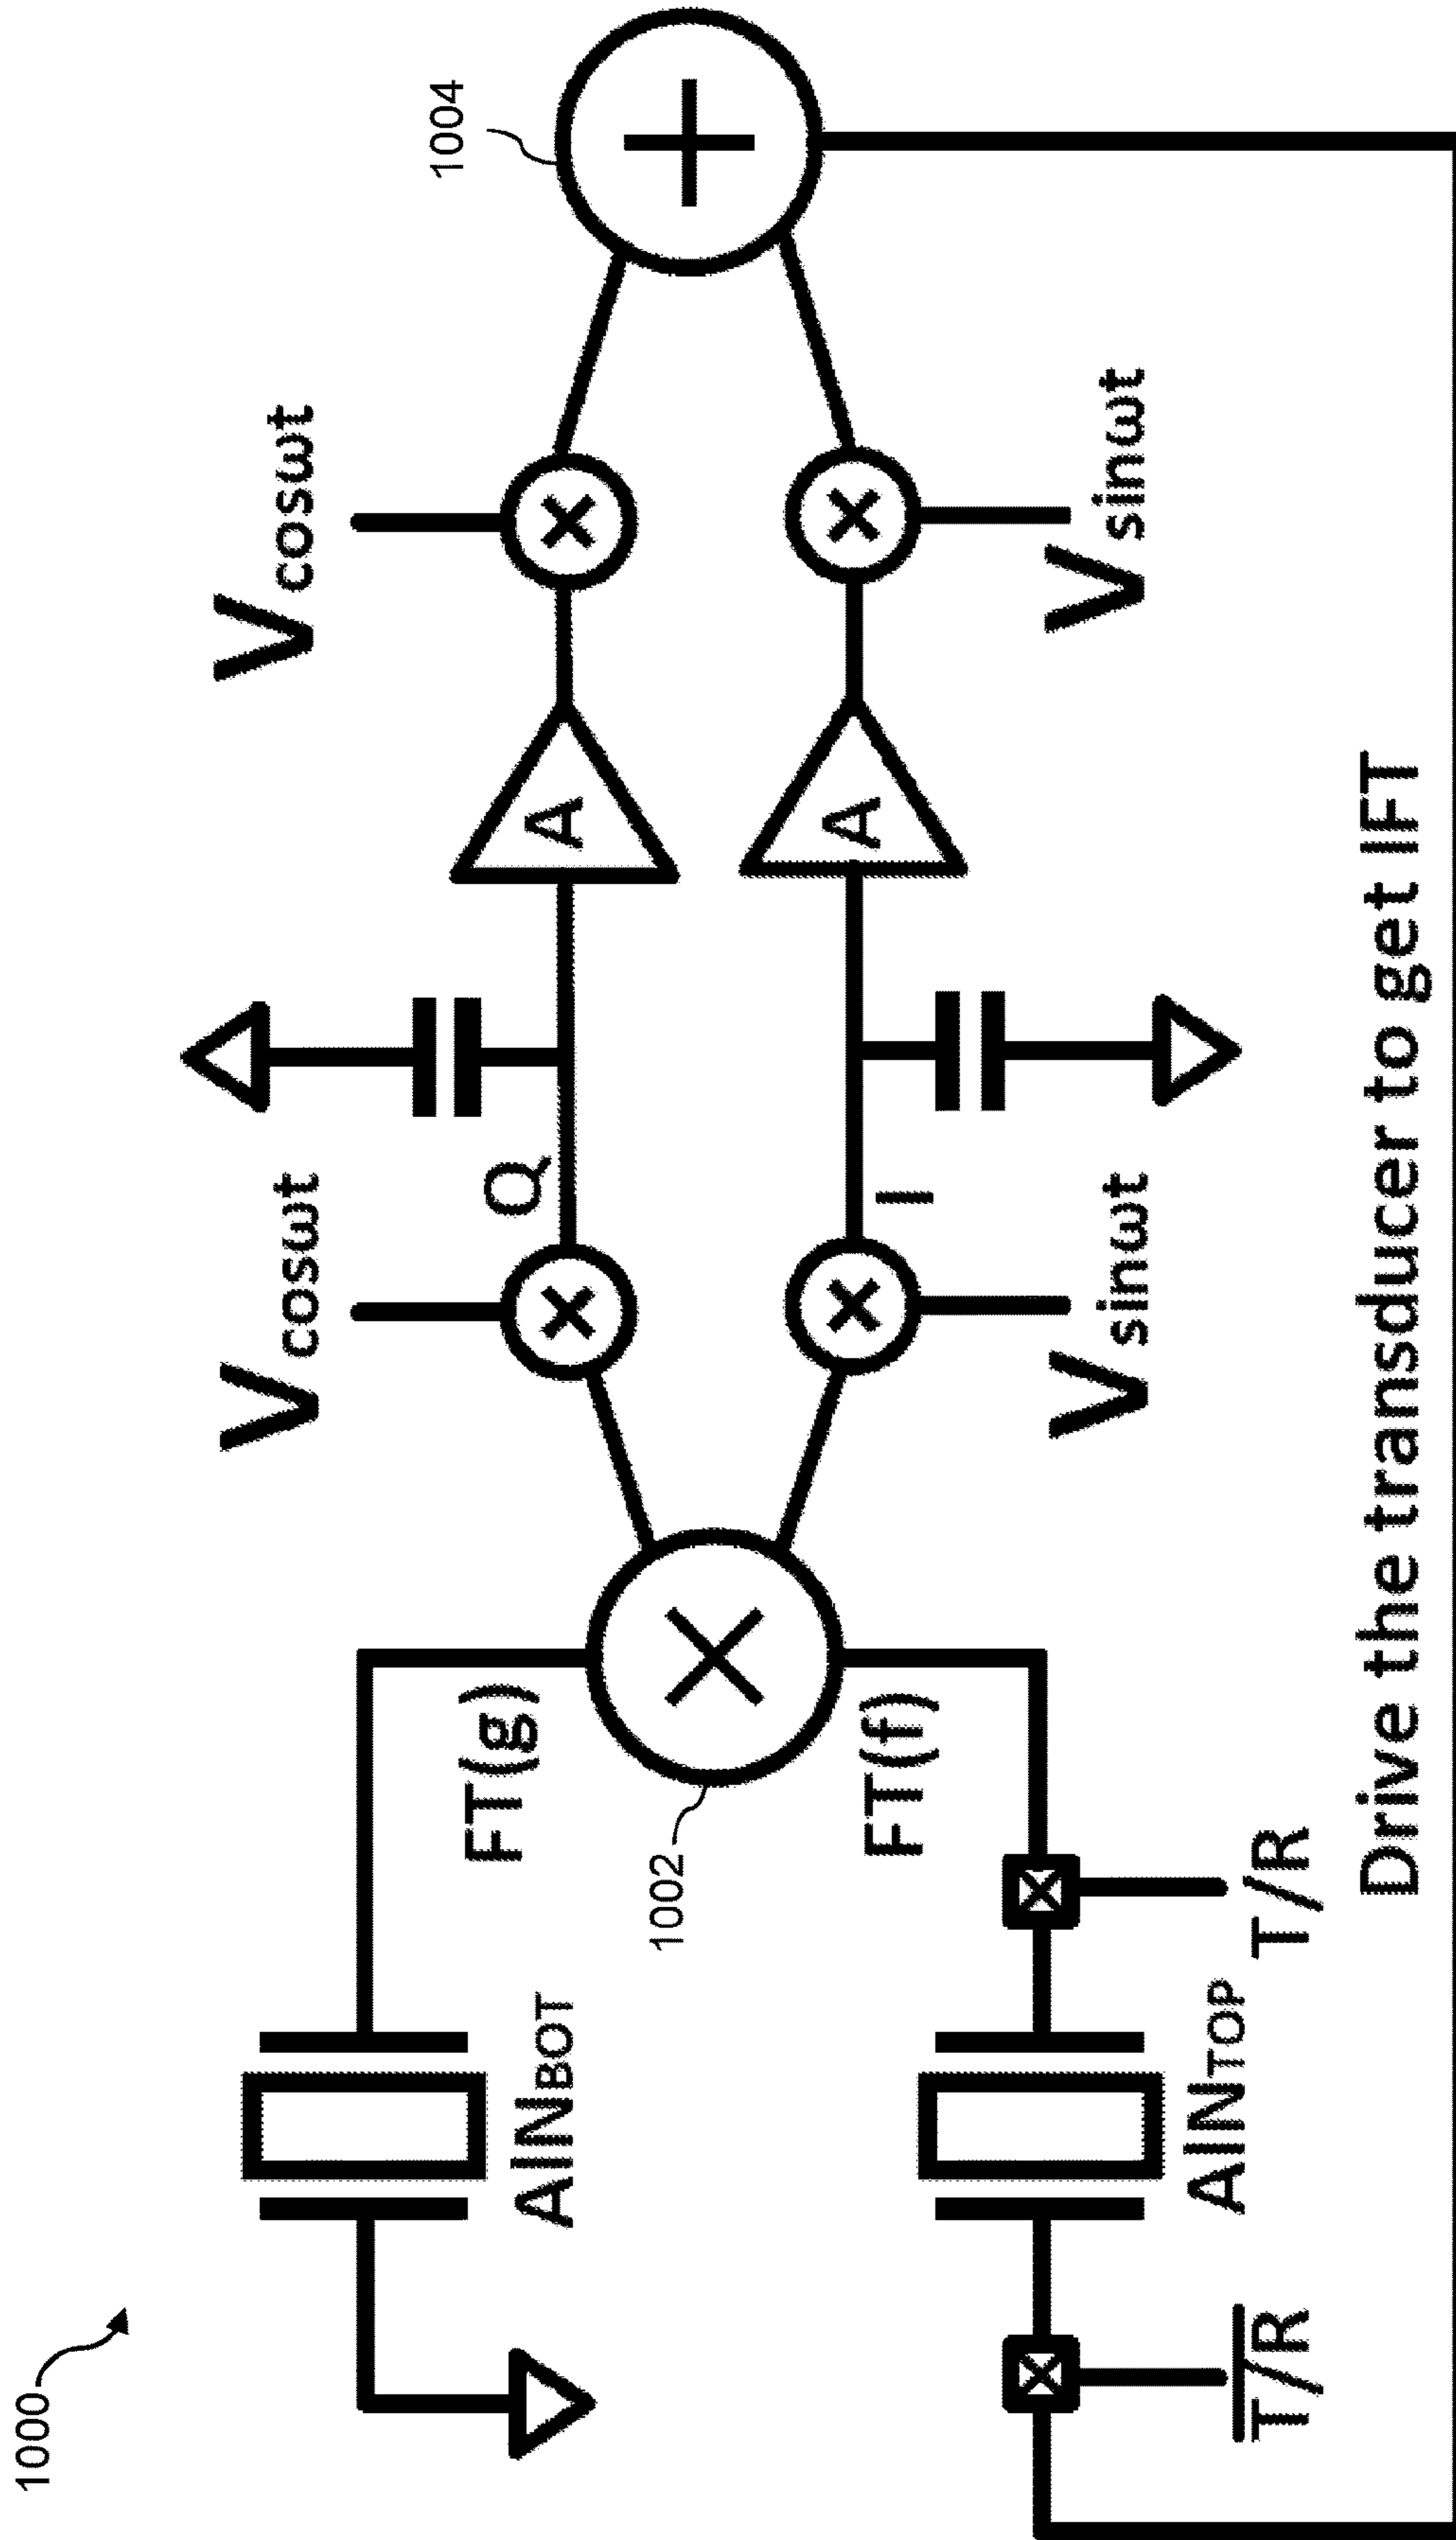 1000
AlNBOT
FT(g)
1002
Vcosωt
Q
A
Vcosωt
1004
T/R
AlNTOP
T/R
FT(f)
Vsinωt
I
A
Vsinωt
Drive the transducer to get IFT